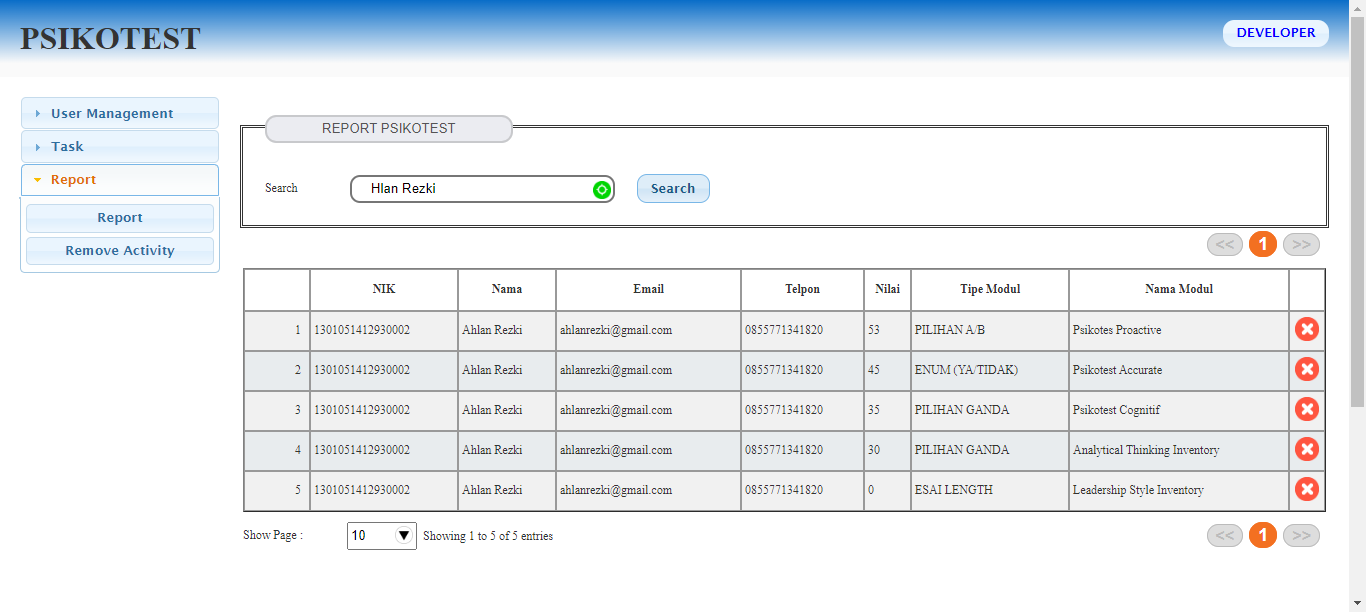 PSIKOTEST
DEVELOPER
User Management
Task
Report
Report
Remove Activity
REPORT PSIKOTEST
Search Hlan Rezki Search
<< 1 >>
NIK Nama Email Telpon Nilai Tipe Modul Nama Modul
1 1301051412930002 Ahlan Rezki ahlanrezki@gmail.com 0855771341820 53 PILIHAN A/B Psikotes Proactive
2 1301051412930002 Ahlan Rezki ahlanrezki@gmail.com 0855771341820 45 ENUM (YA/TIDAK) Psikotest Accurate
3 1301051412930002 Ahlan Rezki ahlanrezki@gmail.com 0855771341820 35 PILIHAN GANDA Psikotest Cognitif
4 1301051412930002 Ahlan Rezki ahlanrezki@gmail.com 0855771341820 30 PILIHAN GANDA Analytical Thinking Inventory
5 1301051412930002 Ahlan Rezki ahlanrezki@gmail.com 0855771341820 0 ESAI LENGTH Leadership Style Inventory
Show Page : 10 Showing 1 to 5 of 5 entries << 1 >>